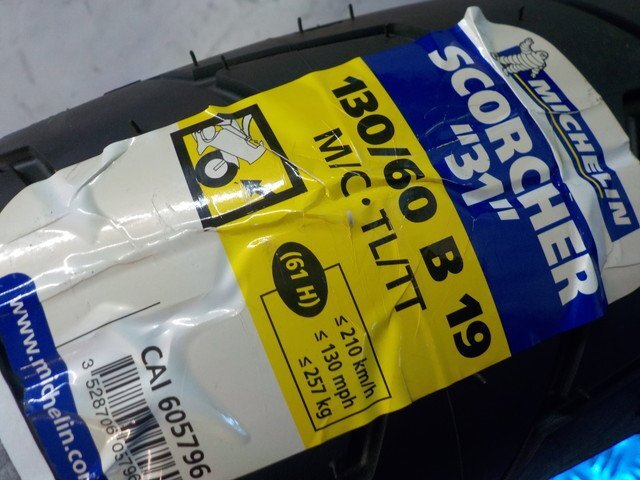 MICHELIN
SCORCHER
"31"
130/60 B 19
M/C · TL/TT
(61 H)
≤ 210 km/h
≤ 130 mph
≤ 257 kg
CAI 605796
www.michelin.co